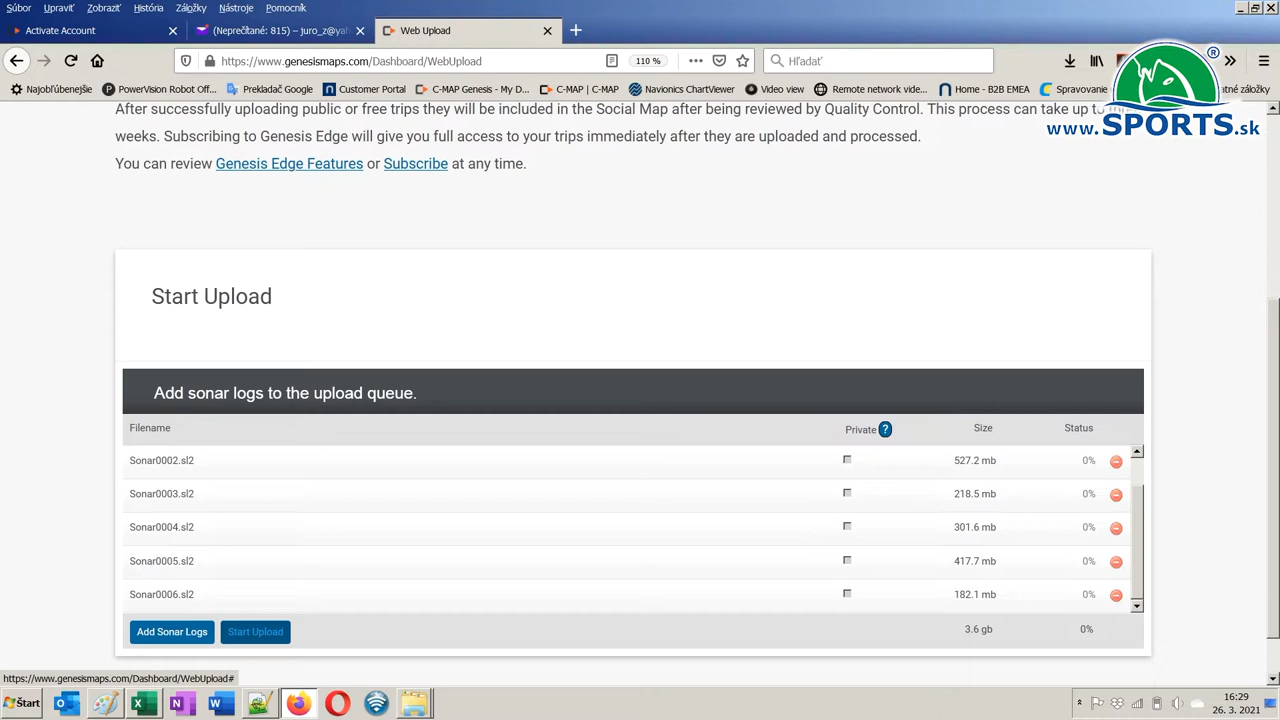 Súbor Upraviť Zobraziť História Záložky Nástroje Pomocník
Activate Account
(Neprečítané: 815) – juro_z@yah
Web Upload
https://www.genesismaps.com/Dashboard/WebUpload
110 %
Hľadať
Najobľúbenejšie
PowerVision Robot Off...
Prekladač Google
Customer Portal
C-MAP Genesis - My D...
C-MAP | C-MAP
Navionics ChartViewer
Video view
Remote network vide...
Home - B2B EMEA
Spravovanie
®
www.SPORTS.sk
After successfully uploading public or free trips they will be included in the Social Map after being reviewed by Quality Control. This process can take up to
weeks. Subscribing to Genesis Edge will give you full access to your trips immediately after they are uploaded and processed.
You can review Genesis Edge Features or Subscribe at any time.
Start Upload
Add sonar logs to the upload queue.
Filename Private ? Size Status
Sonar0002.sl2 527.2 mb 0%
Sonar0003.sl2 218.5 mb 0%
Sonar0004.sl2 301.6 mb 0%
Sonar0005.sl2 417.7 mb 0%
Sonar0006.sl2 182.1 mb 0%
Add Sonar Logs Start Upload 3.6 gb 0%
https://www.genesismaps.com/Dashboard/WebUpload#
Štart
16:29
26. 3. 2021